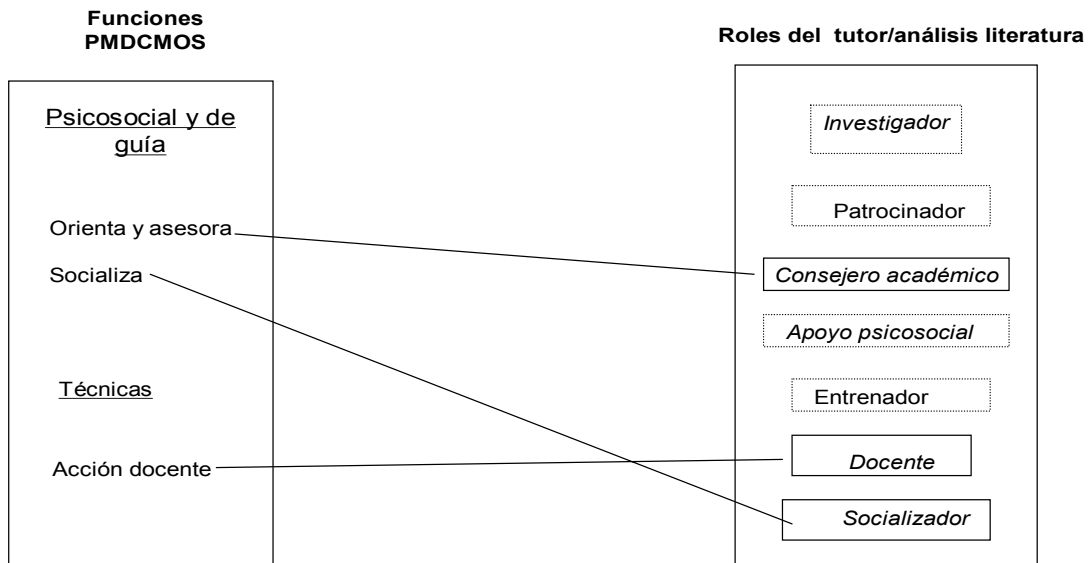 Funciones
PMDCMOS
Psicosocial y de
guía
Orienta y asesora
Socializa
Técnicas
Acción docente
Roles del tutor/análisis literatura
Investigador
Patrocinador
Consejero académico
Apoyo psicosocial
Entrenador
Docente
Socializador